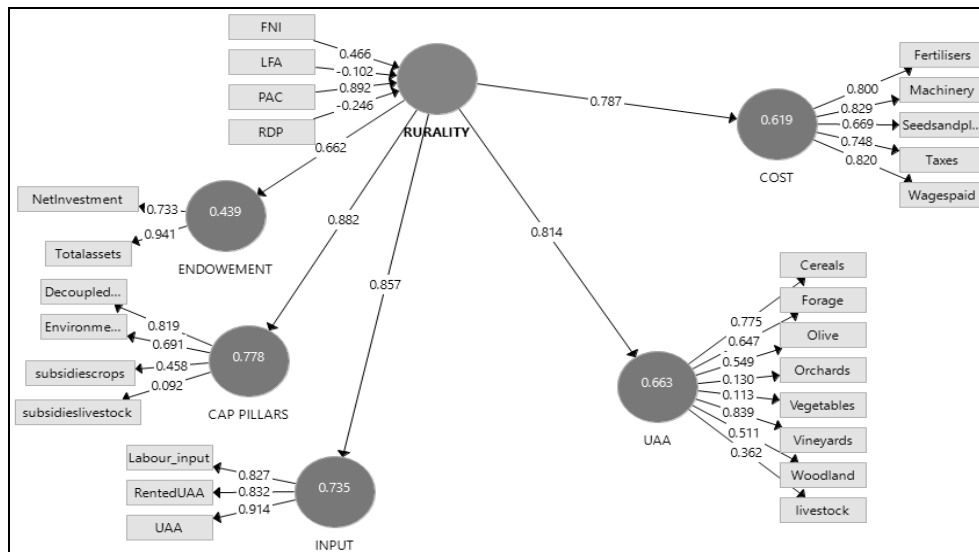 FNI
0.466
LFA
-0.102
PAC
0.892
RDP
-0.246
RURALITY
0.662
0.787
0.882
0.857
0.814
NetInvestment
0.733
Totalassets
0.941
0.439
ENDOWEMENT
Decoupled...
0.819
Environme...
0.691
subsidiescrops
0.458
subsidieslivestock
0.092
0.778
CAP PILLARS
Labour_input
0.827
RentedUAA
0.832
UAA
0.914
0.735
INPUT
0.619
COST
Fertilisers
0.800
Machinery
0.829
Seedsandpl...
0.669
Taxes
0.748
Wagespaid
0.820
0.663
UAA
Cereals
0.775
Forage
0.647
Olive
0.549
Orchards
0.130
Vegetables
0.113
Vineyards
0.839
Woodland
0.511
livestock
0.362